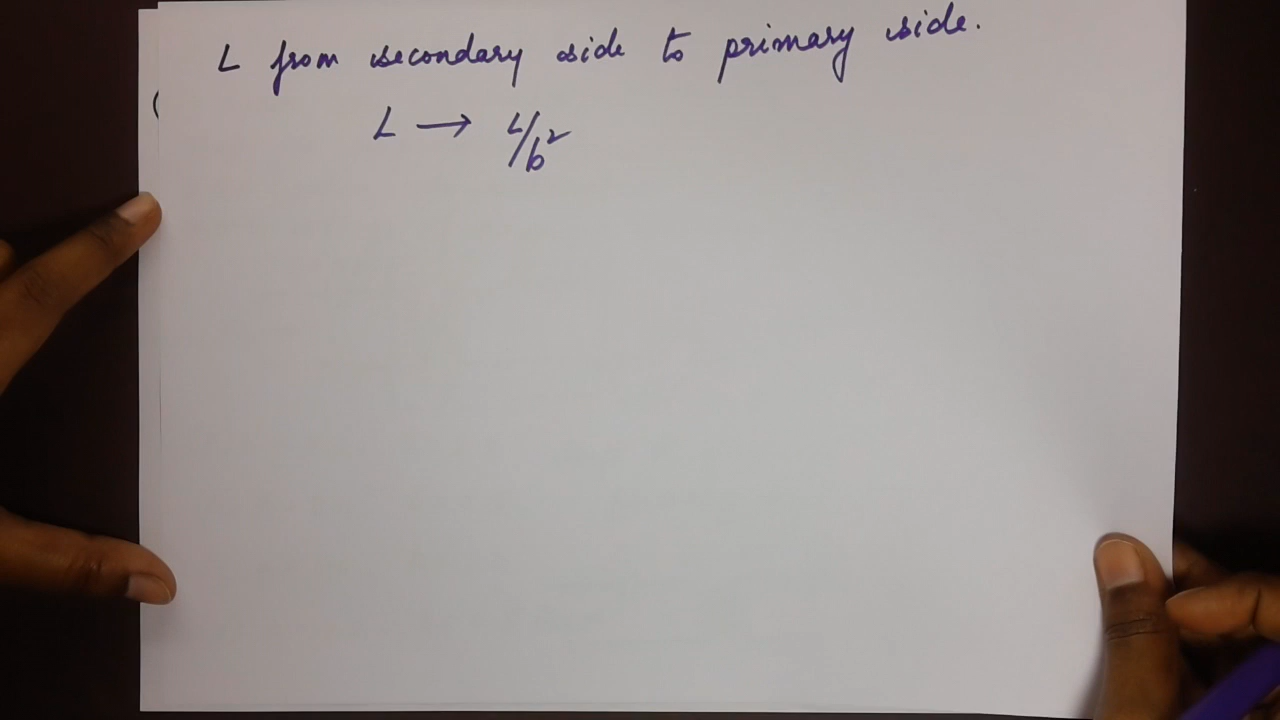 L from secondary side to primary side.
L → L/b²